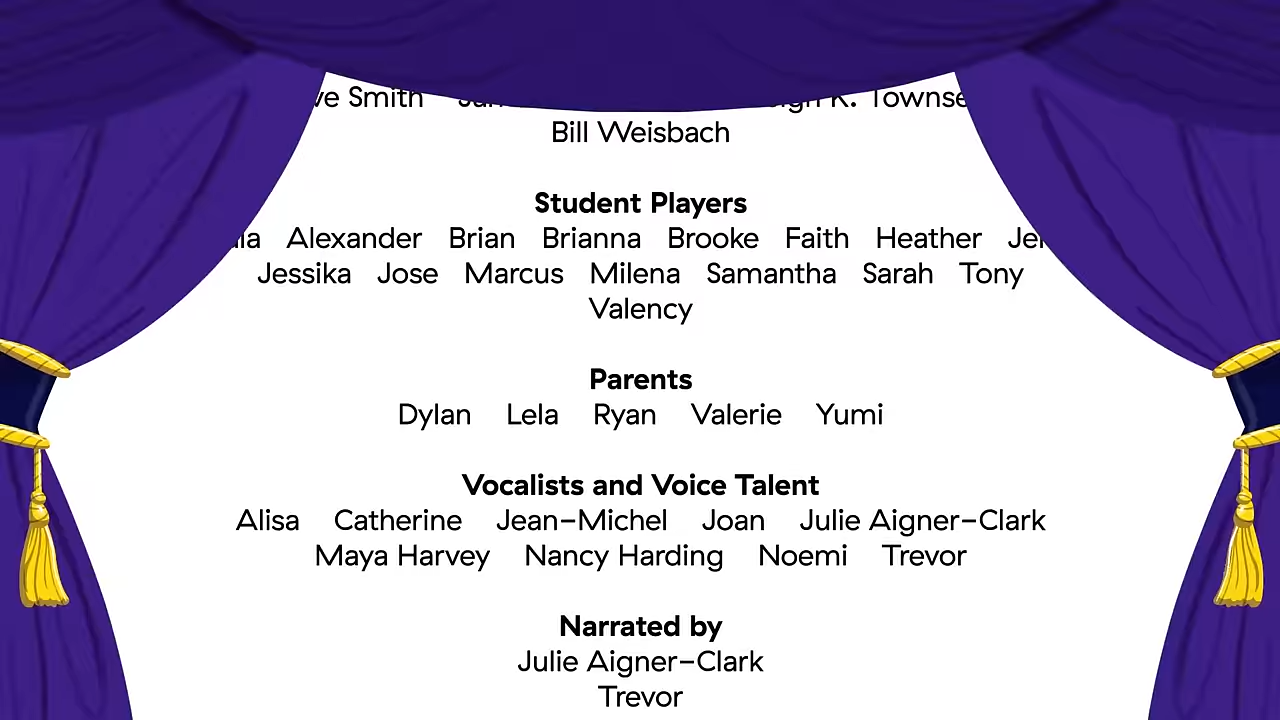 Smith K.
Bill Weisbach
Student Players
Alexander Brian Brianna Brooke Faith Heather
Jessika Jose Marcus Milena Samantha Sarah Tony
Valency
Parents
Dylan Lela Ryan Valerie Yumi
Vocalists and Voice Talent
Alisa Catherine Jean-Michel Joan Julie Aigner-Clark
Maya Harvey Nancy Harding Noemi Trevor
Narrated by
Julie Aigner-Clark
Trevor